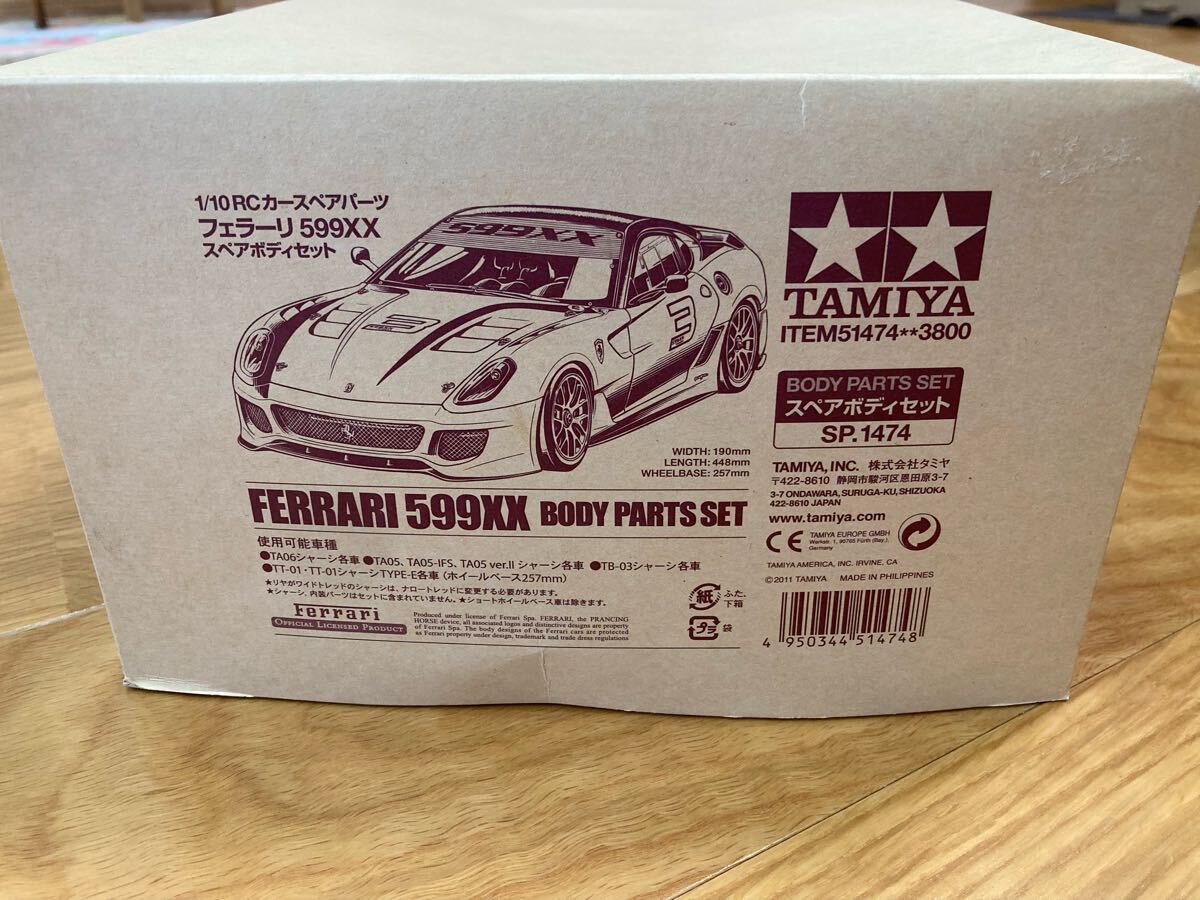 1/10 RCカースペアパーツ
フェラーリ 599XX
スペアボディセット
599XX
3
3
WIDTH: 190mm
LENGTH: 448mm
WHEELBASE: 257mm
FERRARI 599XX BODY PARTS SET
使用可能車種
●TA06シャーシ各車 ●TA05、TA05-IFS、TA05 ver.II シャーシ各車 ●TB-03シャーシ各車
●TT-01・TT-01シャーシTYPE-E各車 (ホイールベース257mm)
★リヤがワイドトレッドのシャーシは、ナロートレッドに変更する必要があります。
★シャーシ、内装パーツはセットに含まれていません。★ショートホイールベース車は除きます。
Ferrari
OFFICIAL LICENSED PRODUCT
Produced under license of Ferrari Spa. FERRARI, the PRANCING
HORSE device, all associated logos and distinctive designs are property
of Ferrari Spa. The body designs of the Ferrari cars are protected
as Ferrari property under design, trademark and trade dress regulations
紙 ふた、
下箱
プラ 袋
TAMIYA
ITEM51474**3800
BODY PARTS SET
スペアボディセット
SP.1474
TAMIYA, INC. 株式会社タミヤ
〒422-8610 静岡市駿河区恩田原3-7
3-7 ONDAWARA, SURUGA-KU, SHIZUOKA
422-8610 JAPAN
www.tamiya.com
CE TAMIYA EUROPE GMBH
Werkstr. 1, 90765 Fürth (Bay.),
Germany
TAMIYA AMERICA, INC. IRVINE, CA
©2011 TAMIYA MADE IN PHILIPPINES
4 950344 514748